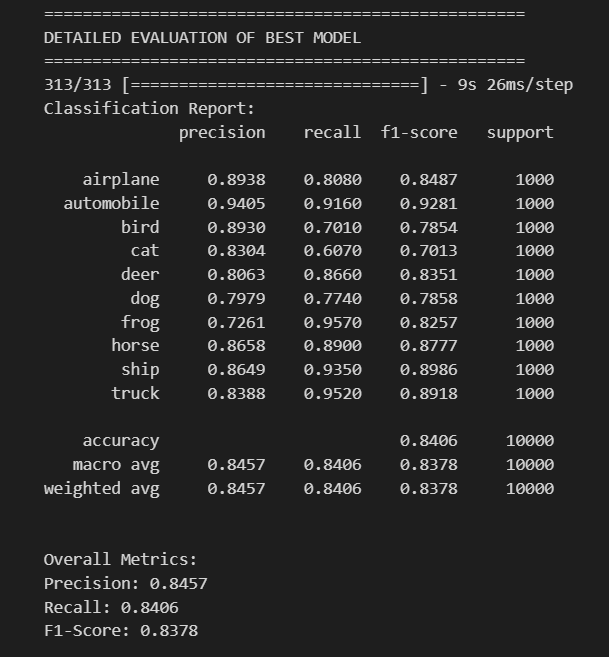 ==================================================
DETAILED EVALUATION OF BEST MODEL
==================================================
313/313 [==============================] - 9s 26ms/step
Classification Report:
              precision    recall  f1-score   support

    airplane     0.8938    0.8080    0.8487      1000
  automobile     0.9405    0.9160    0.9281      1000
        bird     0.8930    0.7010    0.7854      1000
         cat     0.8304    0.6070    0.7013      1000
        deer     0.8063    0.8660    0.8351      1000
         dog     0.7979    0.7740    0.7858      1000
        frog     0.7261    0.9570    0.8257      1000
       horse     0.8658    0.8900    0.8777      1000
        ship     0.8649    0.9350    0.8986      1000
       truck     0.8388    0.9520    0.8918      1000

    accuracy                         0.8406     10000
   macro avg     0.8457    0.8406    0.8378     10000
weighted avg     0.8457    0.8406    0.8378     10000


Overall Metrics:
Precision: 0.8457
Recall: 0.8406
F1-Score: 0.8378